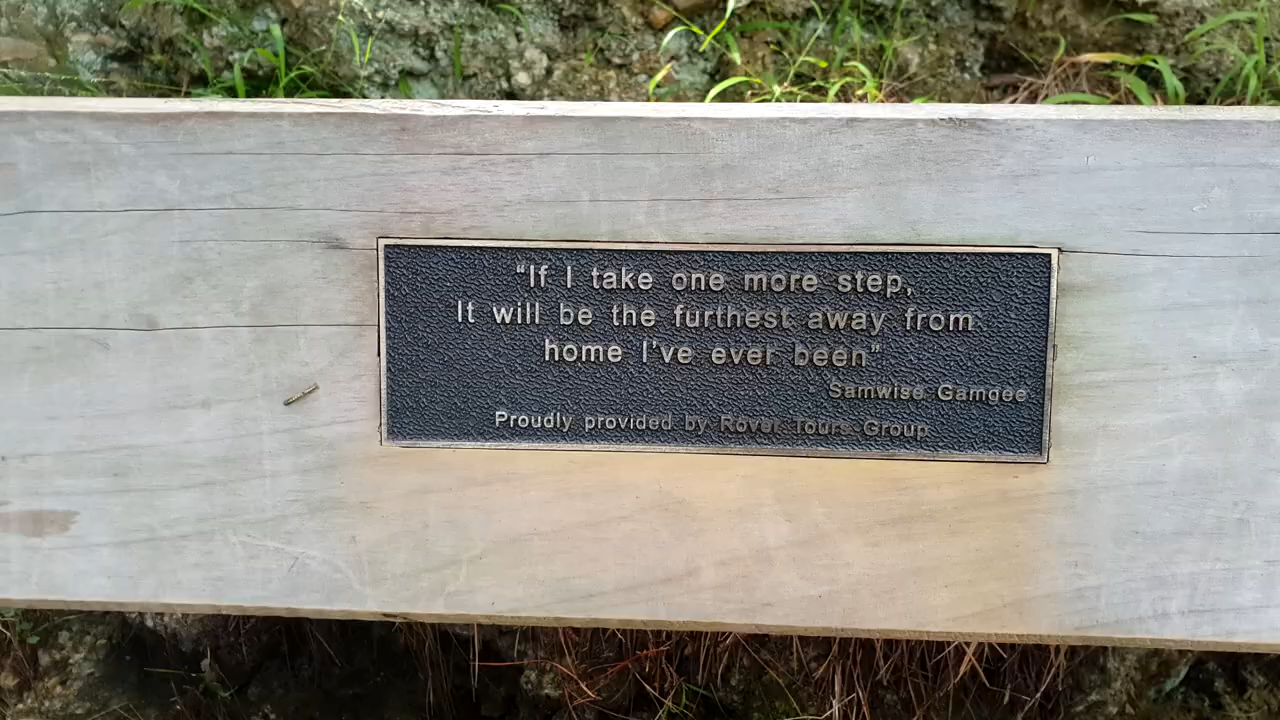 “If I take one more step,
It will be the furthest away from
home I’ve ever been”
Samwise Gamgee
Proudly provided by Rover Tours Group